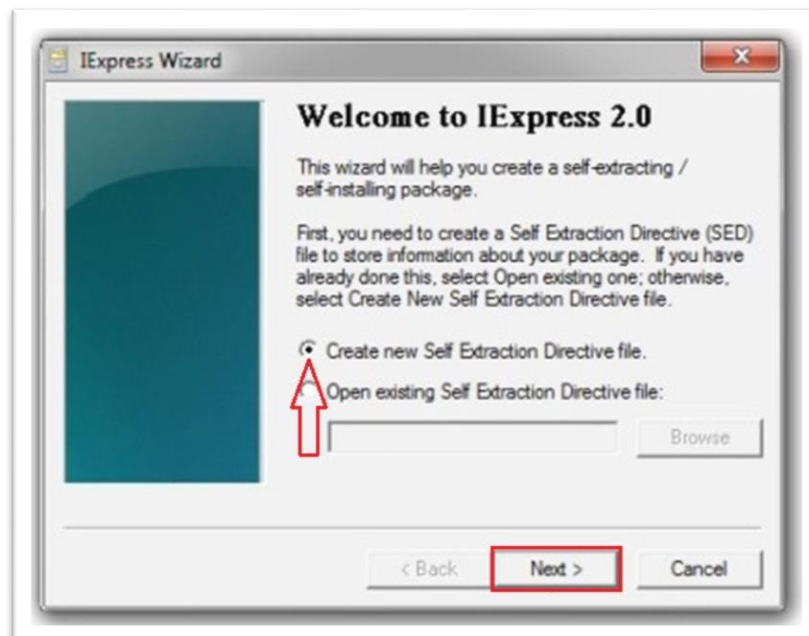 IExpress Wizard
Welcome to IExpress 2.0
This wizard will help you create a self-extracting /
self-installing package.
First, you need to create a Self Extraction Directive (SED)
file to store information about your package. If you have
already done this, select Open existing one; otherwise,
select Create New Self Extraction Directive file.
Create new Self Extraction Directive file.
Open existing Self Extraction Directive file:
Browse
< Back
Next >
Cancel